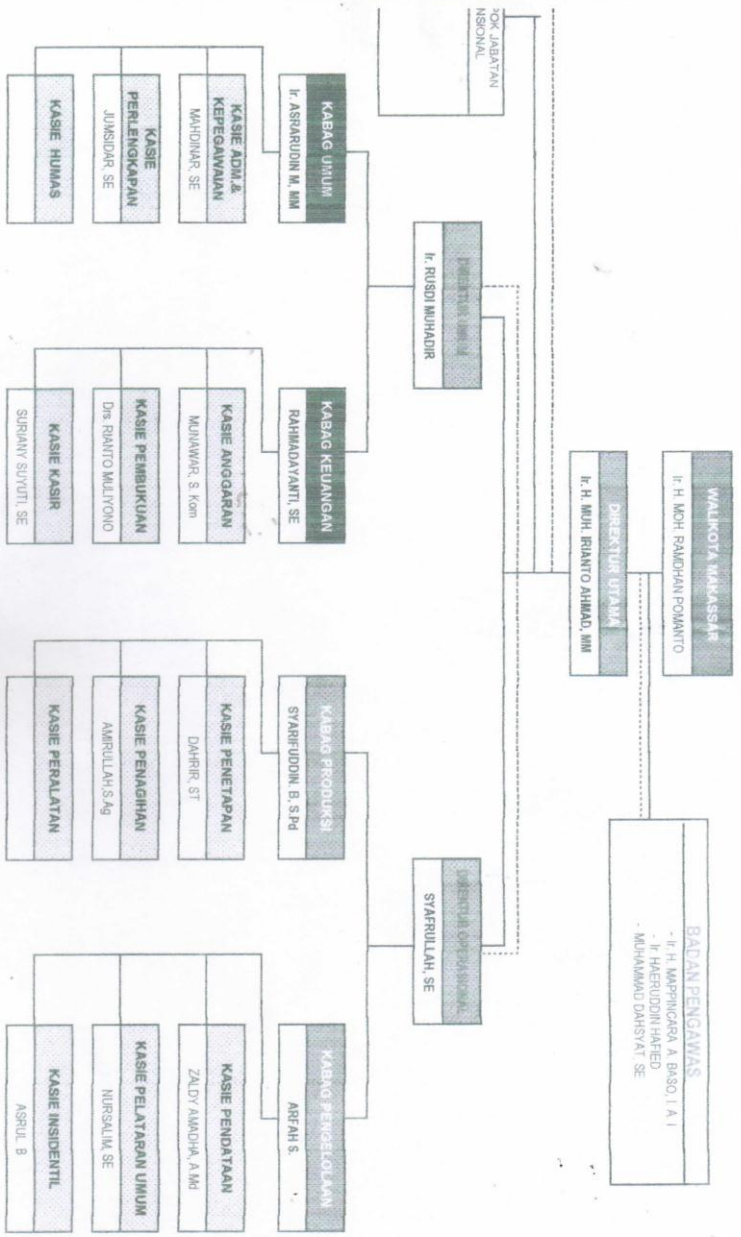 WALIKOTA MAKASSAR
Ir. H. MOH. RAMDHAN POMANTO
BADAN PENGAWAS
- Ir. H. MAPPINCARA A. BASO, I. A. I
- Ir HAERUDDIN HAFIED
- MUHAMMAD DAHSYAT, SE
DIREKTUR UTAMA
Ir. H. MUH. IRIANTO AHMAD, MM
POK JABATAN
NSIONAL
DIREKTUR UMUM
Ir. RUSDI MUHADIR
DIREKTUR OPERASIONAL
SYAFRULLAH, SE
KABAG UMUM
Ir. ASRARUDIN M, MM
KABAG KEUANGAN
RAHMADAYANTI, SE
KABAG PRODUKSI
SYARIFUDDIN. B, S.Pd
KABAG PENGELOLAAN
ARFAH S.
KASIE ADM.&
KEPEGAWAIAN
MAHDINAR, SE
KASIE ANGGARAN
MUNAWAR, S. Kom
KASIE PENETAPAN
DAHRIR, ST
KASIE PENDATAAN
ZALDY AMADHA, A.Md
KASIE
PERLENGKAPAN
JUMSIDAR, SE
KASIE PEMBUKUAN
Drs. RIANTO MULIYONO
KASIE PENAGIHAN
AMIRULLAH,S.Ag
KASIE PELATARAN UMUM
NURSALIM, SE
KASIE HUMAS
KASIE KASIR
SURIANY SUYUTI, SE
KASIE PERALATAN
KASIE INSIDENTIL
ASRUL B